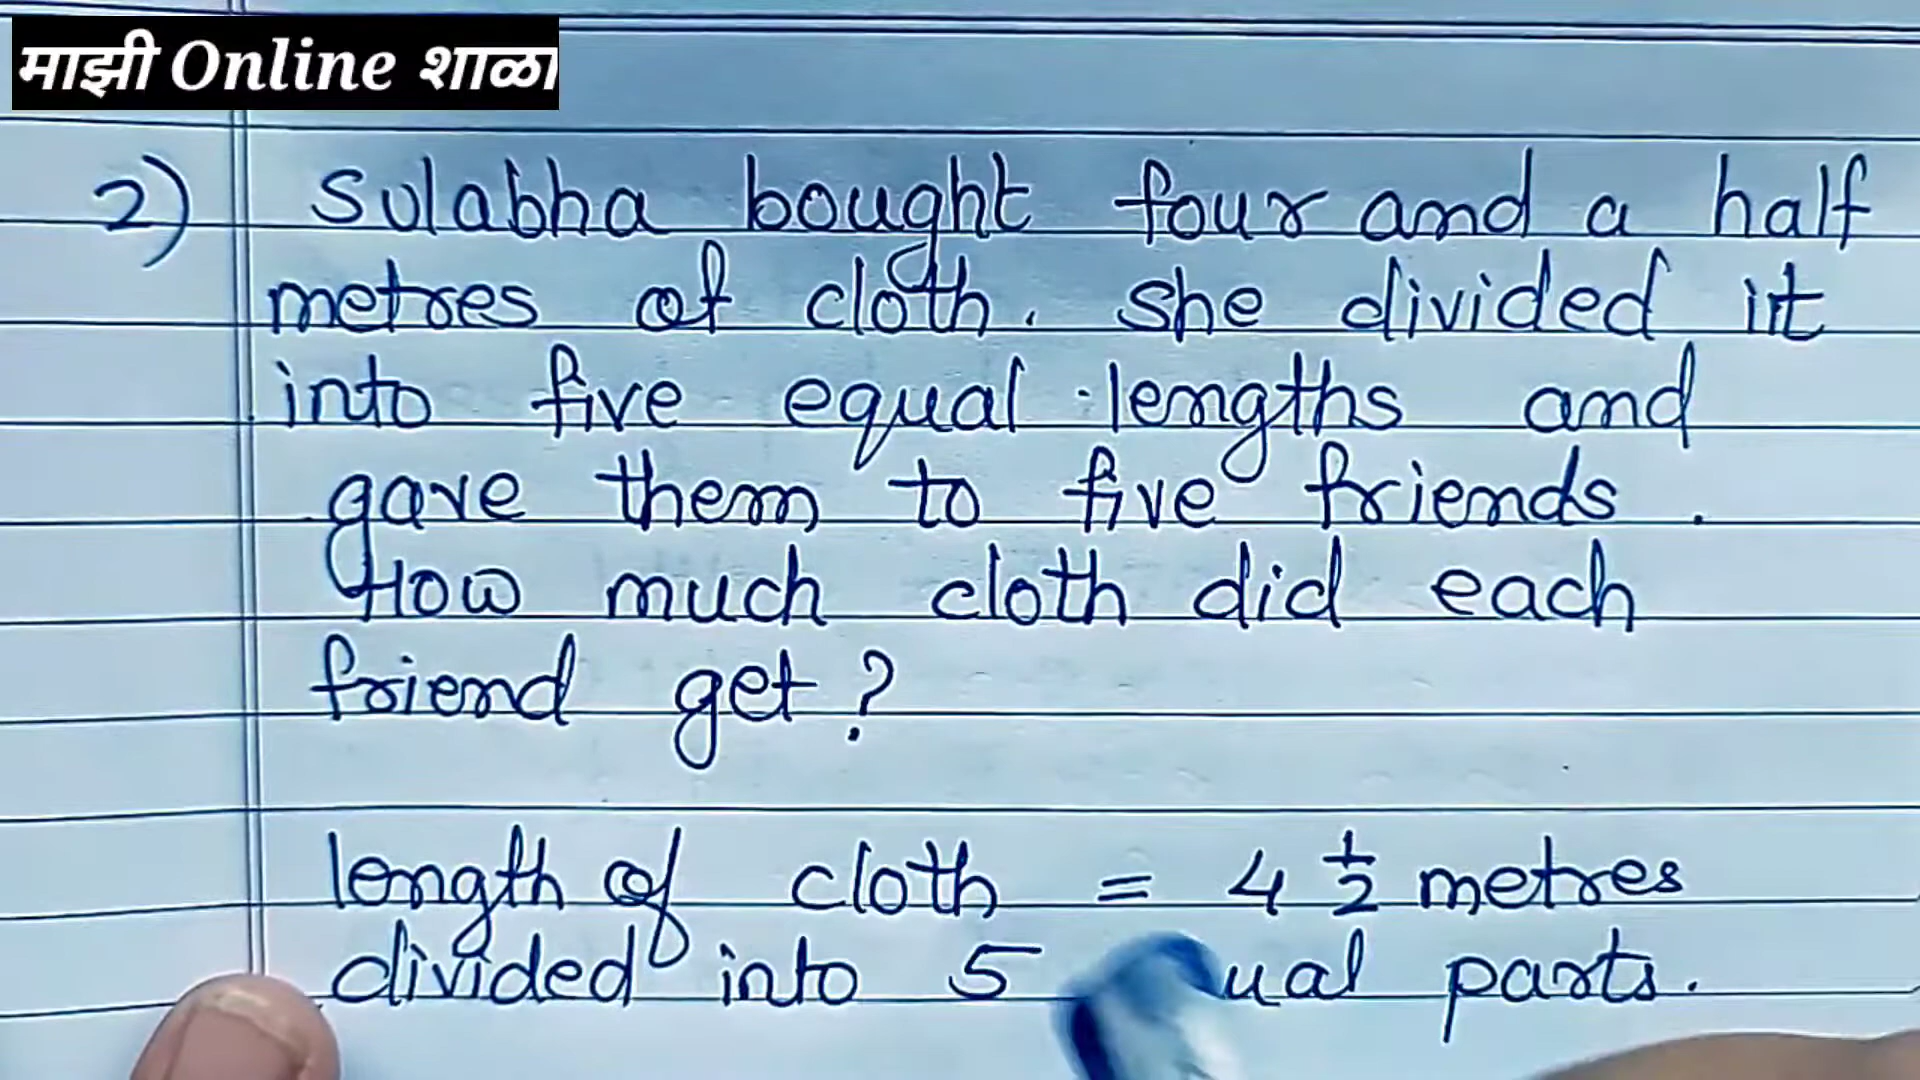 माझी Online शाळा
2) Sulabha bought four and a half
metres of cloth. She divided it
into five equal lengths and
gave them to five friends.
How much cloth did each
friend get?
length of cloth = 4 1/2 metres
divided into 5 parts.